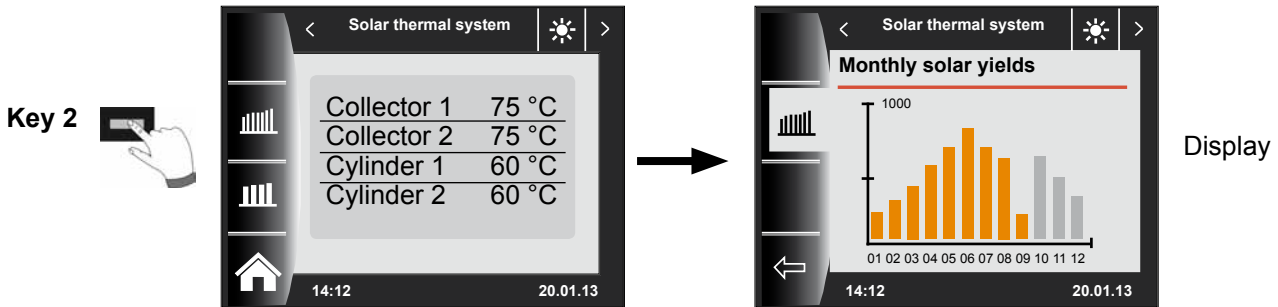 Key 2
< Solar thermal system >
Collector 1 75 °C
Collector 2 75 °C
Cylinder 1 60 °C
Cylinder 2 60 °C
14:12 20.01.13
< Solar thermal system >
Monthly solar yields
1000
01 02 03 04 05 06 07 08 09 10 11 12
14:12 20.01.13
Display